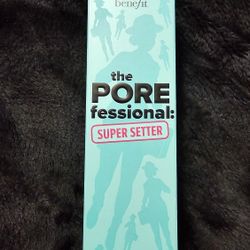 benefit
the
PORE
fessional:
SUPER SETTER